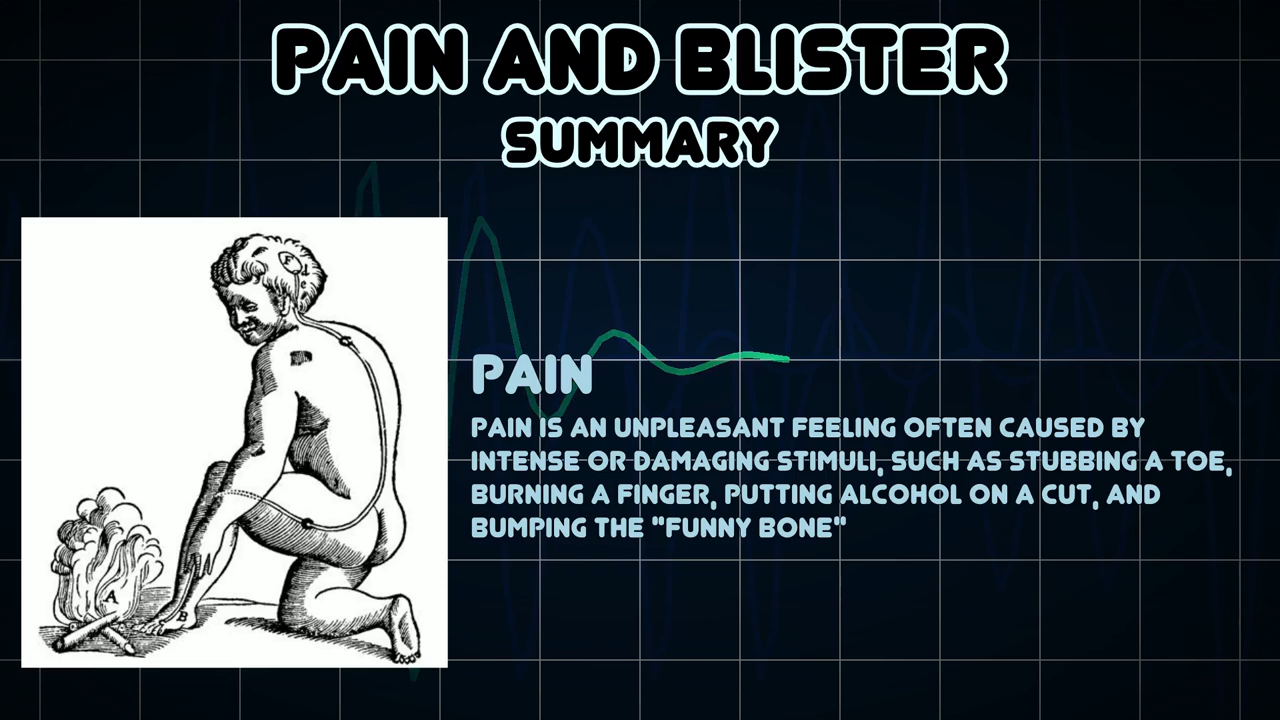 PAIN AND BLISTER
SUMMARY
PAIN
PAIN IS AN UNPLEASANT FEELING OFTEN CAUSED BY
INTENSE OR DAMAGING STIMULI, SUCH AS STUBBING A TOE,
BURNING A FINGER, PUTTING ALCOHOL ON A CUT, AND
BUMPING THE "FUNNY BONE"
A
B